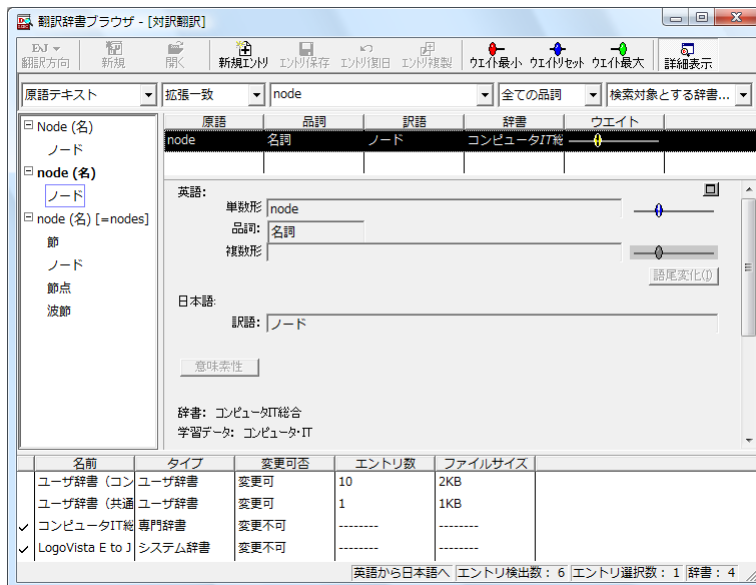 翻訳辞書ブラウザ - [対訳翻訳]
EXJ
翻訳方向 新規 開く 新規エントリ エントリ保存 エントリ復旧 エントリ複製 ウエイト最小 ウエイトリセット ウエイト最大 詳細表示
原語テキスト 拡張一致 node 全ての品詞 検索対象とする辞書...
Node (名)
ノード
node (名)
ノード
node (名) [=nodes]
節
ノード
節点
波節
原語 品詞 訳語 辞書 ウエイト
node 名詞 ノード コンピュータIT総
英語:
単数形 node
品詞: 名詞
複数形
語尾変化(I)
日本語:
訳語: ノード
意味素性
辞書: コンピュータIT総合
学習データ: コンピュータ・IT
名前 タイプ 変更可否 エントリ数 ファイルサイズ
ユーザ辞書（コン ユーザ辞書 変更可 10 2KB
ユーザ辞書（共通 ユーザ辞書 変更可 1 1KB
コンピュータIT総 専門辞書 変更不可 -------- --------
LogoVista E to J システム辞書 変更不可 -------- --------
英語から日本語へ エントリ検出数: 6 エントリ選択数: 1 辞書: 4